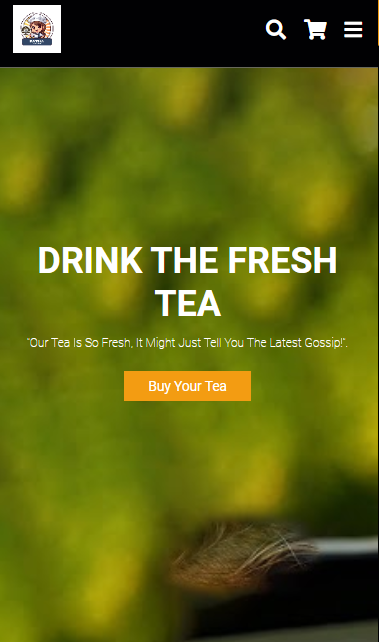 DRINK THE FRESH
TEA
"Our Tea Is So Fresh, It Might Just Tell You The Latest Gossip!".
Buy Your Tea